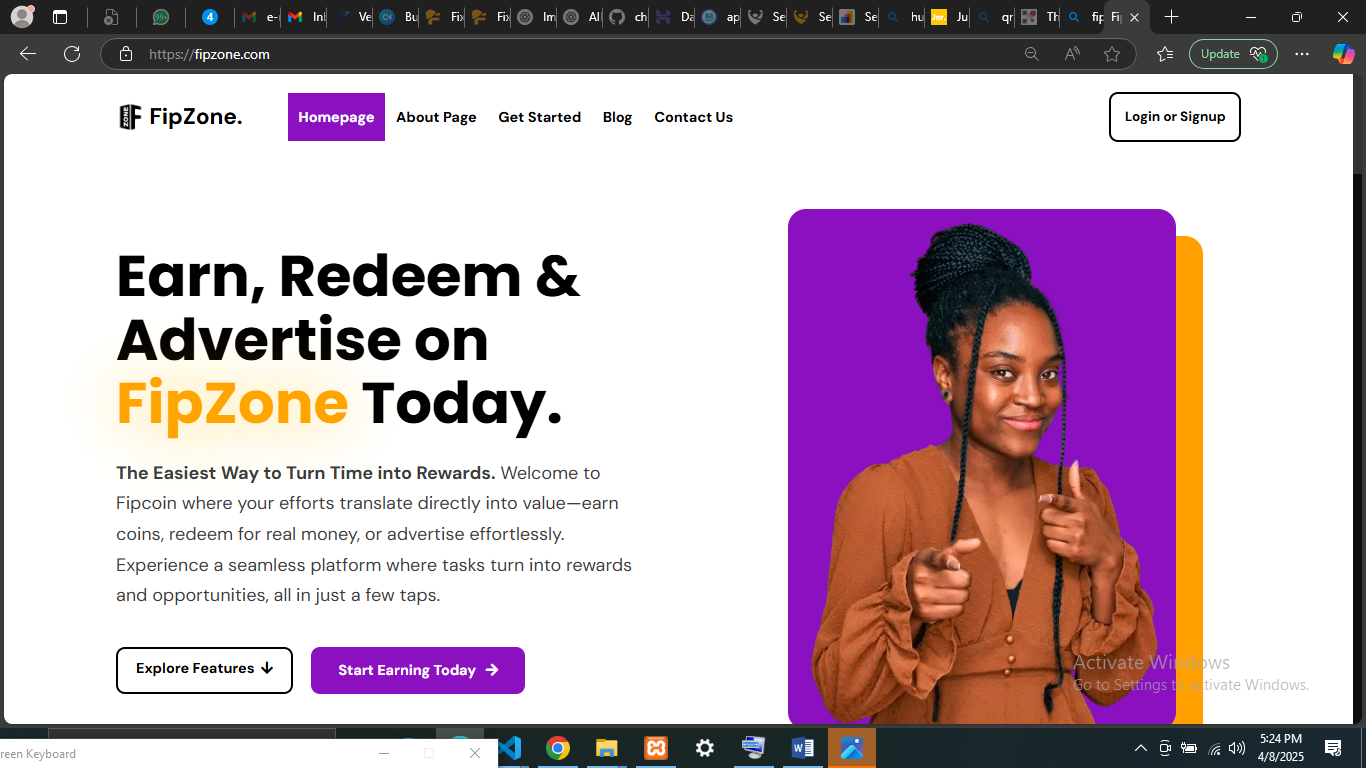 99+
4
e-
Inl
Ve
Bu
Fix
Fix
Im
AI
ch
Da
ap
Se
Se
Se
hu
Jnr.
Ju
qr
Th
fip
Fi
https://fipzone.com
Update
ZONE
FipZone.
Homepage
About Page
Get Started
Blog
Contact Us
Login or Signup
Earn, Redeem &
Advertise on
FipZone Today.
The Easiest Way to Turn Time into Rewards. Welcome to
Fipcoin where your efforts translate directly into value—earn
coins, redeem for real money, or advertise effortlessly.
Experience a seamless platform where tasks turn into rewards
and opportunities, all in just a few taps.
Explore Features ↓
Start Earning Today →
Activate Windows
Go to Settings to activate Windows.
reen Keyboard
5:24 PM
4/8/2025